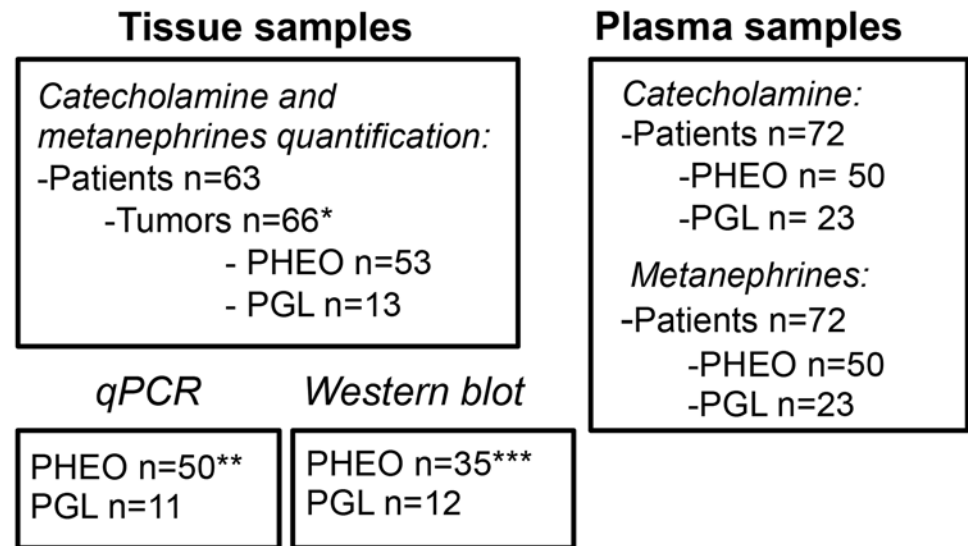 Tissue samples
Catecholamine and
metanephrines quantification:
-Patients n=63
-Tumors n=66*
- PHEO n=53
- PGL n=13
qPCR
PHEO n=50**
PGL n=11
Western blot
PHEO n=35***
PGL n=12
Plasma samples
Catecholamine:
-Patients n=72
-PHEO n= 50
-PGL n= 23
Metanephrines:
-Patients n=72
-PHEO n=50
-PGL n=23